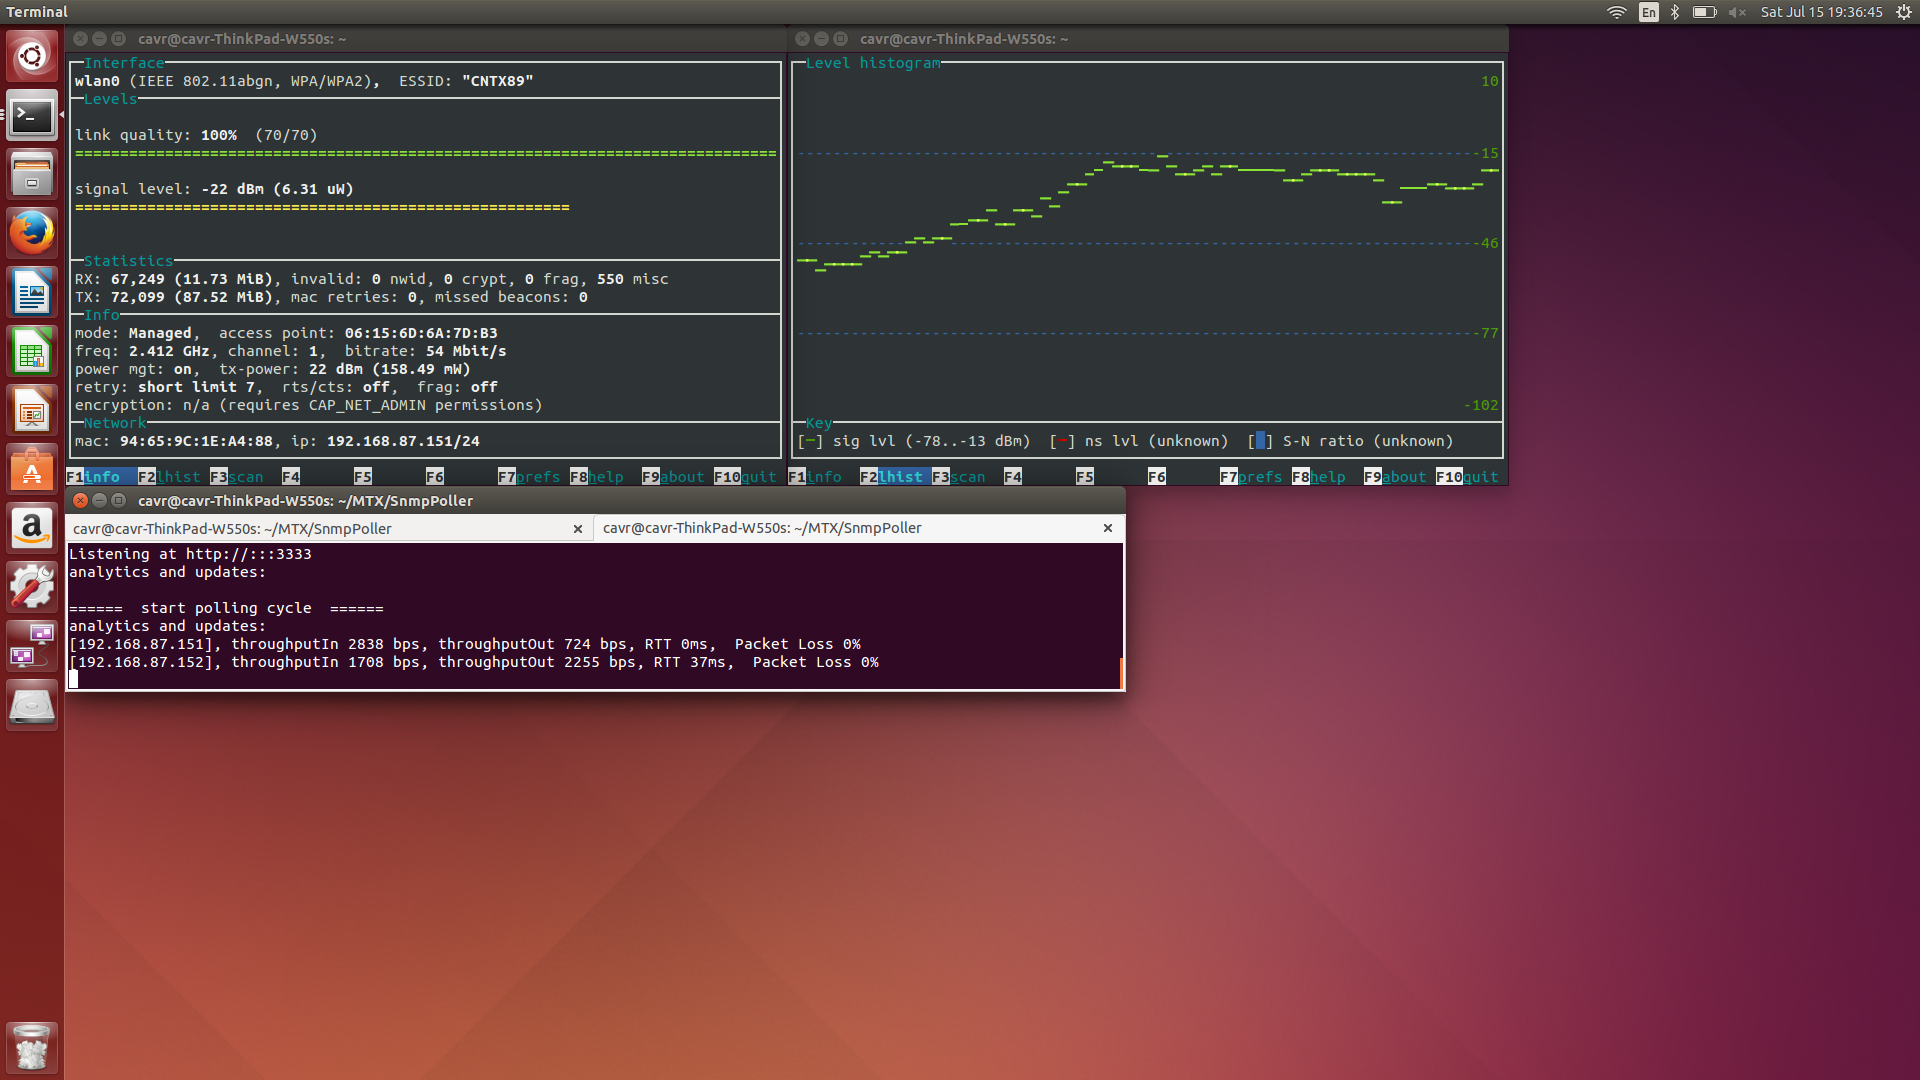 Terminal
En
Sat Jul 15 19:36:45
cavr@cavr-ThinkPad-W550s: ~
Interface
wlan0 (IEEE 802.11abgn, WPA/WPA2),  ESSID: "CNTX89"
Levels
link quality: 100%  (70/70)
signal level: -22 dBm (6.31 uW)
Statistics
RX: 67,249 (11.73 MiB), invalid: 0 nwid, 0 crypt, 0 frag, 550 misc
TX: 72,099 (87.52 MiB), mac retries: 0, missed beacons: 0
Info
mode: Managed,  access point: 06:15:6D:6A:7D:B3
freq: 2.412 GHz, channel: 1,  bitrate: 54 Mbit/s
power mgt: on,  tx-power: 22 dBm (158.49 mW)
retry: short limit 7,  rts/cts: off,  frag: off
encryption: n/a (requires CAP_NET_ADMIN permissions)
Network
mac: 94:65:9C:1E:A4:88, ip: 192.168.87.151/24
F1info F2lhist F3scan F4 F5 F6 F7prefs F8help F9about F10quit
cavr@cavr-ThinkPad-W550s: ~
Level histogram
10
-15
-46
-77
-102
Key
[-] sig lvl (-78..-13 dBm)  [-] ns lvl (unknown)  [ ] S-N ratio (unknown)
F1info F2lhist F3scan F4 F5 F6 F7prefs F8help F9about F10quit
cavr@cavr-ThinkPad-W550s: ~/MTX/SnmpPoller
cavr@cavr-ThinkPad-W550s: ~/MTX/SnmpPoller
cavr@cavr-ThinkPad-W550s: ~/MTX/SnmpPoller
Listening at http://:::3333
analytics and updates:
======  start polling cycle  ======
analytics and updates:
[192.168.87.151], throughputIn 2838 bps, throughputOut 724 bps, RTT 0ms,  Packet Loss 0%
[192.168.87.152], throughputIn 1708 bps, throughputOut 2255 bps, RTT 37ms,  Packet Loss 0%